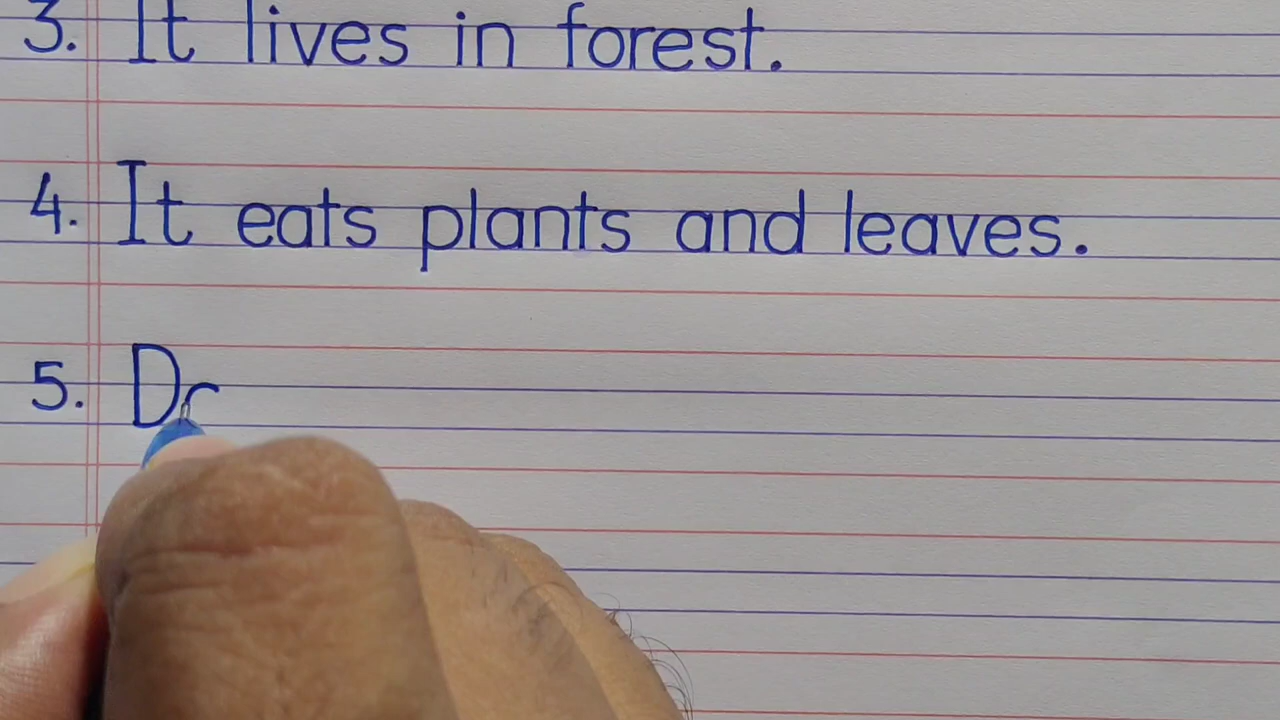 3. It lives in forest.
4. It eats plants and leaves.
5. D